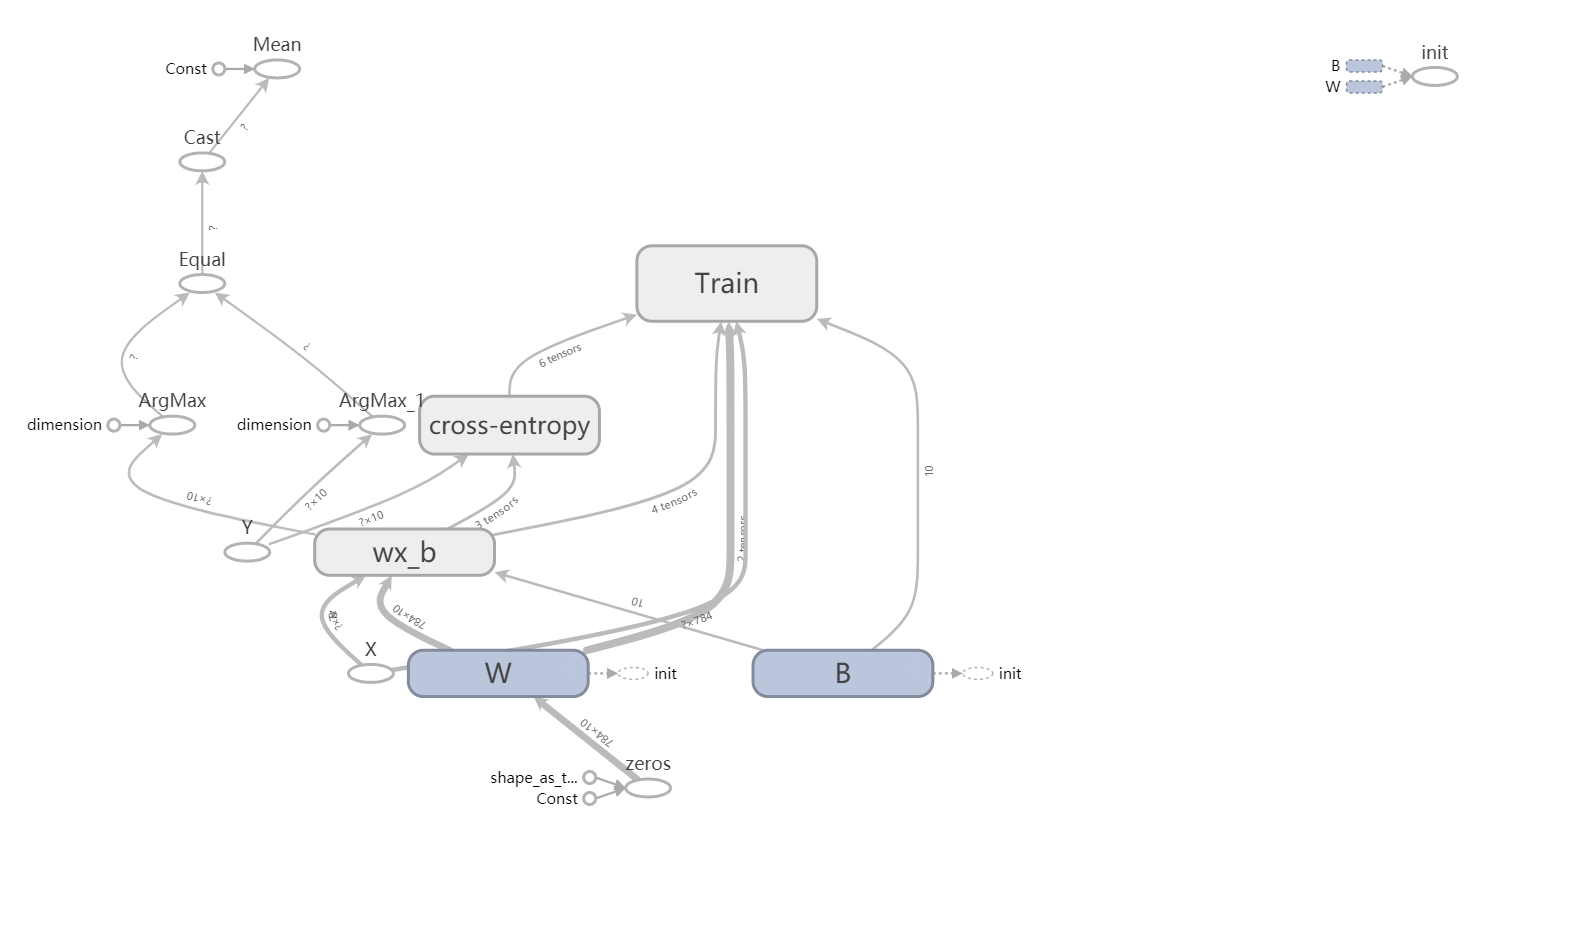 Mean
Const
init
B
W
?
Cast
?
Equal
Train
?
?
6 tensors
ArgMax
ArgMax_1
dimension
dimension
cross-entropy
10
?×10
?×10
4 tensors
?×10
3 tensors
Y
wx_b
2 tensors
10
784×10
?×784
X
W
init
B
init
784×10
zeros
shape_as_t...
Const